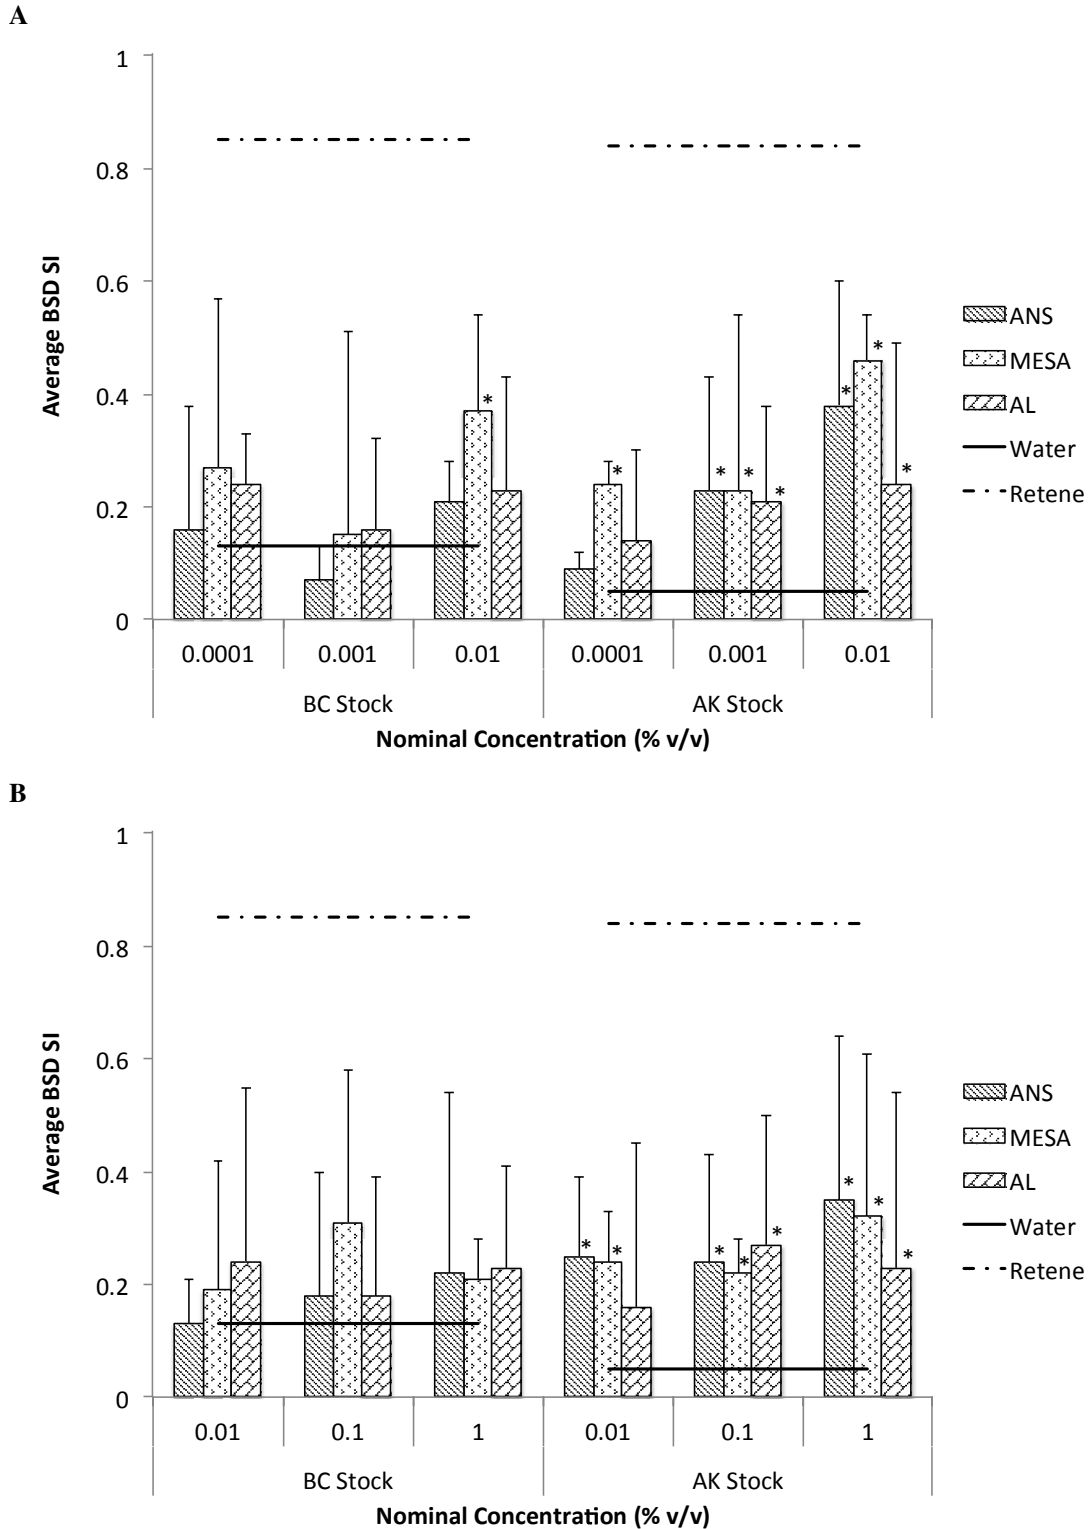 A
1
0.8
0.6
0.4
0.2
0
Average BSD SI
* * * * * * * *
ANS
MESA
AL
Water
Retene
0.0001 0.001 0.01 0.0001 0.001 0.01
BC Stock AK Stock
Nominal Concentration (% v/v)
B
1
0.8
0.6
0.4
0.2
0
Average BSD SI
* * * * * * * *
ANS
MESA
AL
Water
Retene
0.01 0.1 1 0.01 0.1 1
BC Stock AK Stock
Nominal Concentration (% v/v)